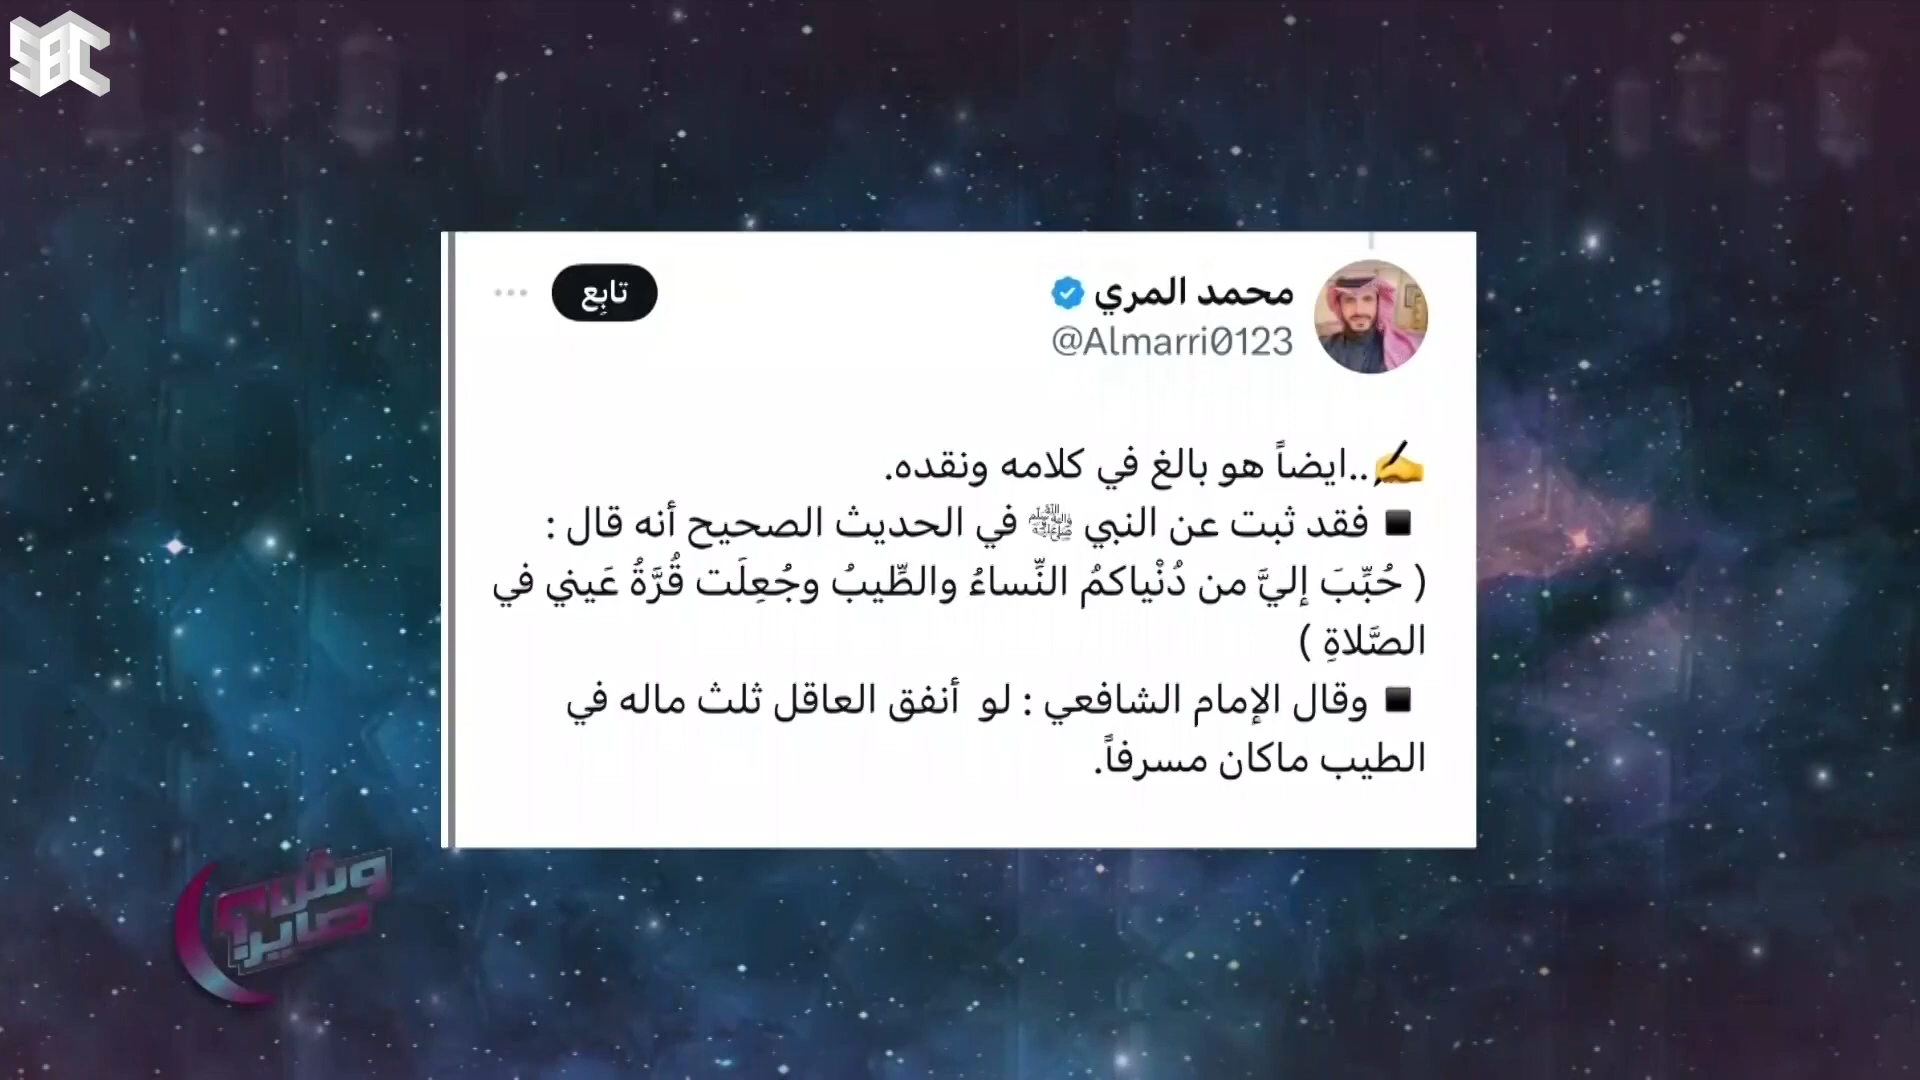 SBC
محمد المري
@Almarri0123
تابِع
✍️..ايضاً هو بالغ في كلامه ونقده.
◾ فقد ثبت عن النبي ﷺ في الحديث الصحيح أنه قال :
( حُبِّبَ إليَّ من دُنْياكمُ النِّساءُ والطِّيبُ وجُعِلَت قُرَّةُ عَيني في
الصَّلاةِ )
◾ وقال الإمام الشافعي : لو أنفق العاقل ثلث ماله في
الطيب ماكان مسرفاً.
وش
صاير؟